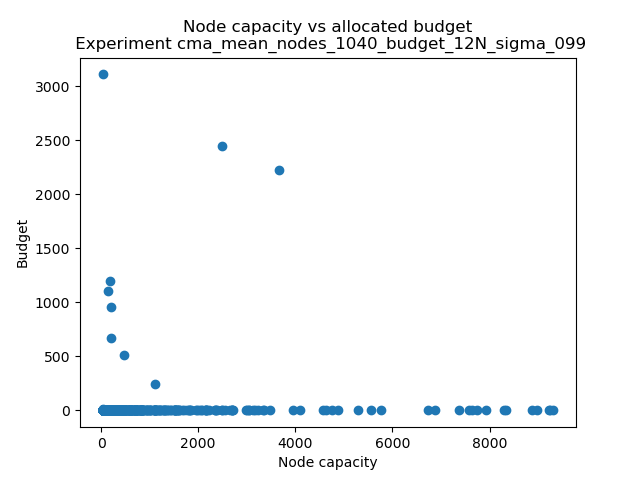 Node capacity vs allocated budget
Experiment cma_mean_nodes_1040_budget_12N_sigma_099
3000
2500
2000
1500
1000
500
0
Budget
0 2000 4000 6000 8000
Node capacity